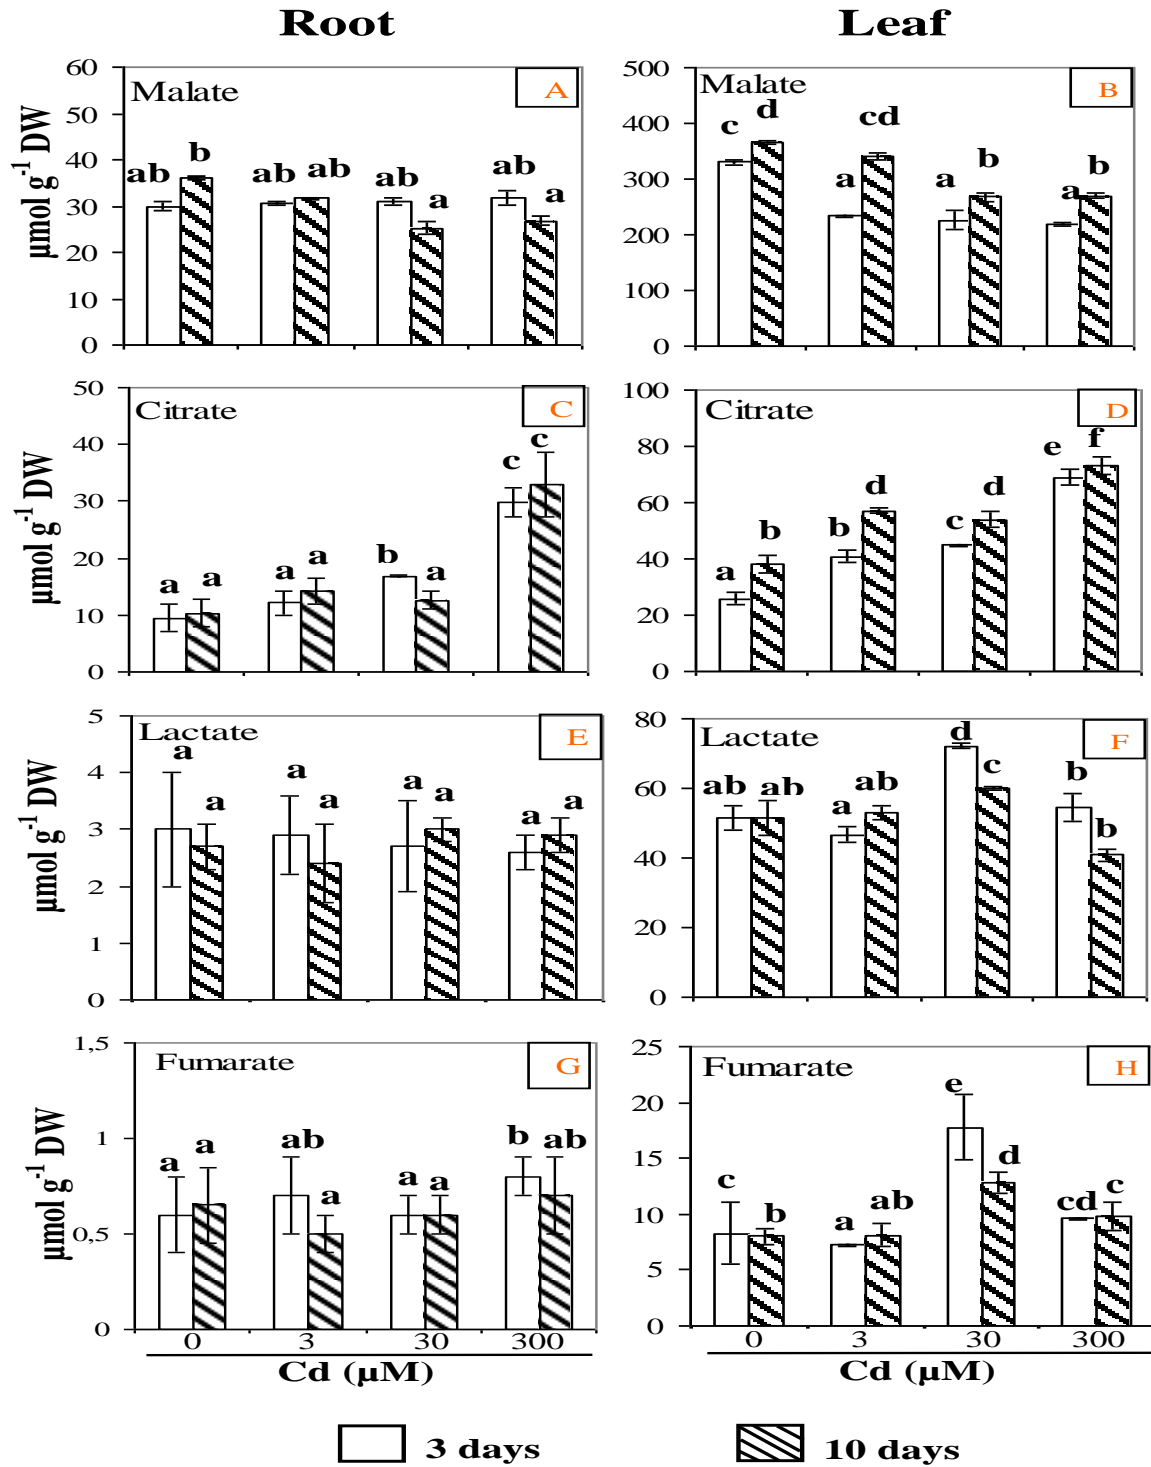 Root Leaf
60 Malate A
50
40
30
20
10
0
µmol g-1 DW
ab b ab ab ab a ab a
500 Malate B
400
300
200
100
0
c d a cd a b a b
50 Citrate C
40
30
20
10
0
µmol g-1 DW
a a a a b a c c
100 Citrate D
80
60
40
20
0
a b b d c d e f
5 Lactate E
4
3
2
1
0
µmol g-1 DW
a a a a a a a a
80 Lactate F
60
40
20
0
ab ab a ab d c b b
1,5 Fumarate G
1
0,5
0
µmol g-1 DW
a a ab a a a b ab
0 3 30 300
Cd (µM)
25 Fumarate H
20
15
10
5
0
c b a ab e d cd c
0 3 30 300
Cd (µM)
3 days 10 days